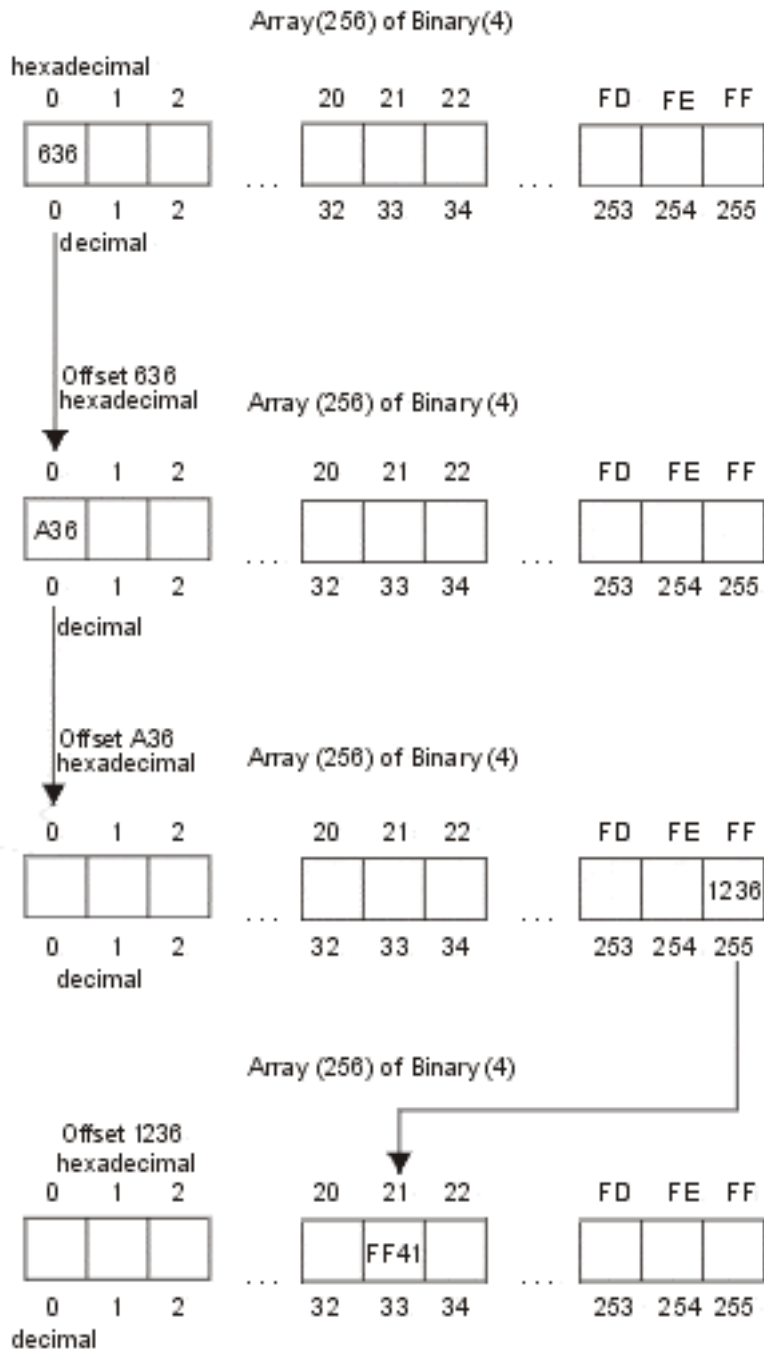 Array(256) of Binary(4)
hexadecimal
0 1 2 20 21 22 FD FE FF
636
... ...
0 1 2 32 33 34 253 254 255
decimal
Offset 636
hexadecimal
Array (256) of Binary (4)
0 1 2 20 21 22 FD FE FF
A36
... ...
0 1 2 32 33 34 253 254 255
decimal
Offset A36
hexadecimal
Array (256) of Binary (4)
0 1 2 20 21 22 FD FE FF
1236
... ...
0 1 2 32 33 34 253 254 255
decimal
Array (256) of Binary (4)
Offset 1236
hexadecimal
0 1 2 20 21 22 FD FE FF
FF41
... ...
0 1 2 32 33 34 253 254 255
decimal